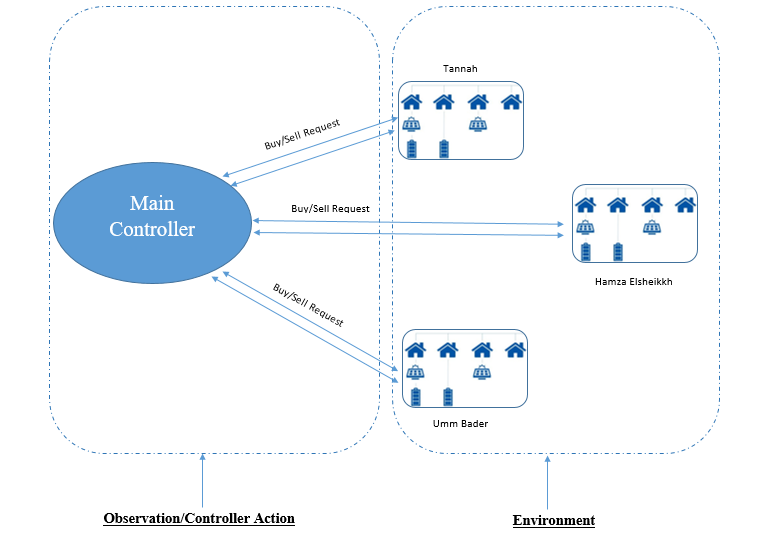 Tannah
Buy/Sell Request
Main
Controller
Buy/Sell Request
Hamza Elsheikkh
Buy/Sell Request
Umm Bader
Observation/Controller Action
Environment